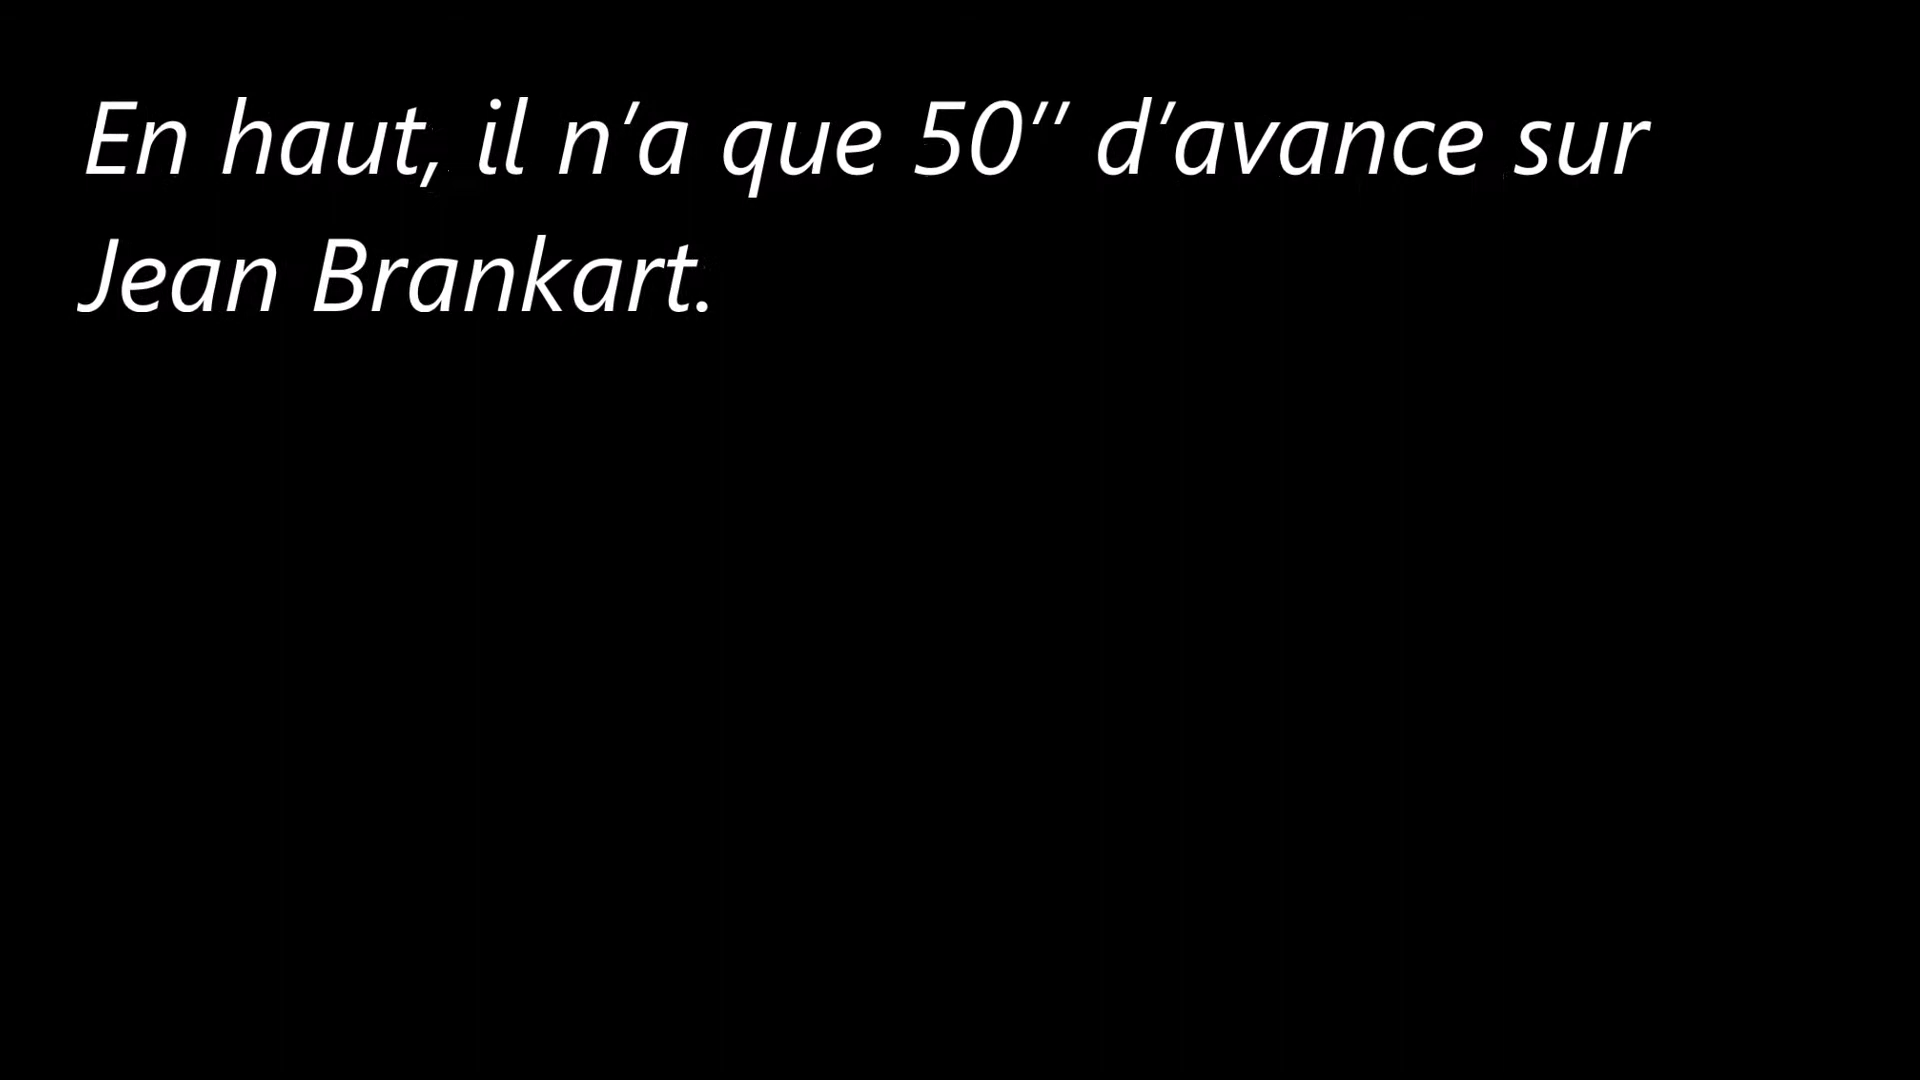 En haut, il n’a que 50’’ d’avance sur
Jean Brankart.